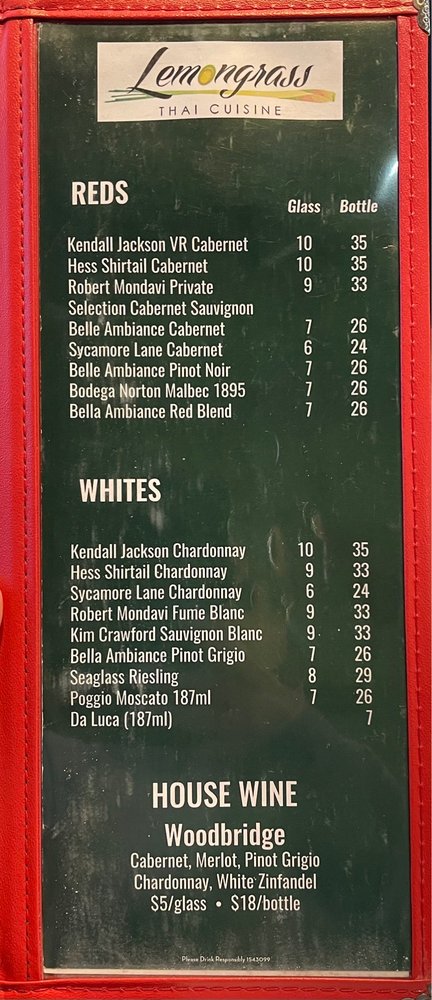 Lemongrass
THAI CUISINE
REDS
Glass Bottle
Kendall Jackson VR Cabernet 10 35
Hess Shirtail Cabernet 10 35
Robert Mondavi Private 9 33
Selection Cabernet Sauvignon
Belle Ambiance Cabernet 7 26
Sycamore Lane Cabernet 6 24
Belle Ambiance Pinot Noir 7 26
Bodega Norton Malbec 1895 7 26
Bella Ambiance Red Blend 7 26
WHITES
Kendall Jackson Chardonnay 10 35
Hess Shirtail Chardonnay 9 33
Sycamore Lane Chardonnay 6 24
Robert Mondavi Fume Blanc 9 33
Kim Crawford Sauvignon Blanc 9 33
Bella Ambiance Pinot Grigio 7 26
Seaglass Riesling 8 29
Poggio Moscato 187ml 7 26
Da Luca (187ml) 7
HOUSE WINE
Woodbridge
Cabernet, Merlot, Pinot Grigio
Chardonnay, White Zinfandel
$5/glass • $18/bottle
Please Drink Responsibly 1543099